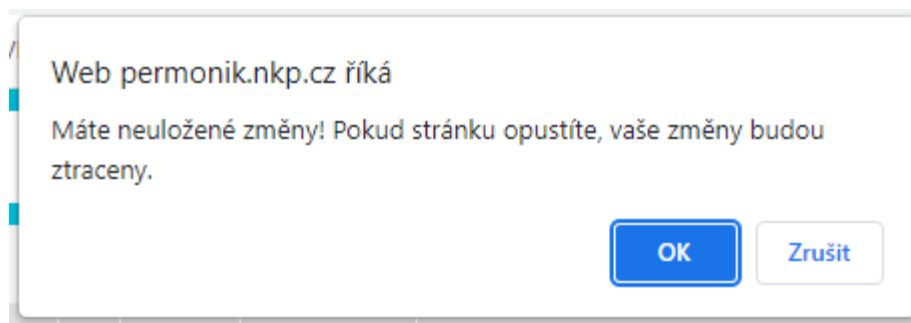 Web permonik.nkp.cz říká
Máte neuložené změny! Pokud stránku opustíte, vaše změny budou
ztraceny.
OK
Zrušit